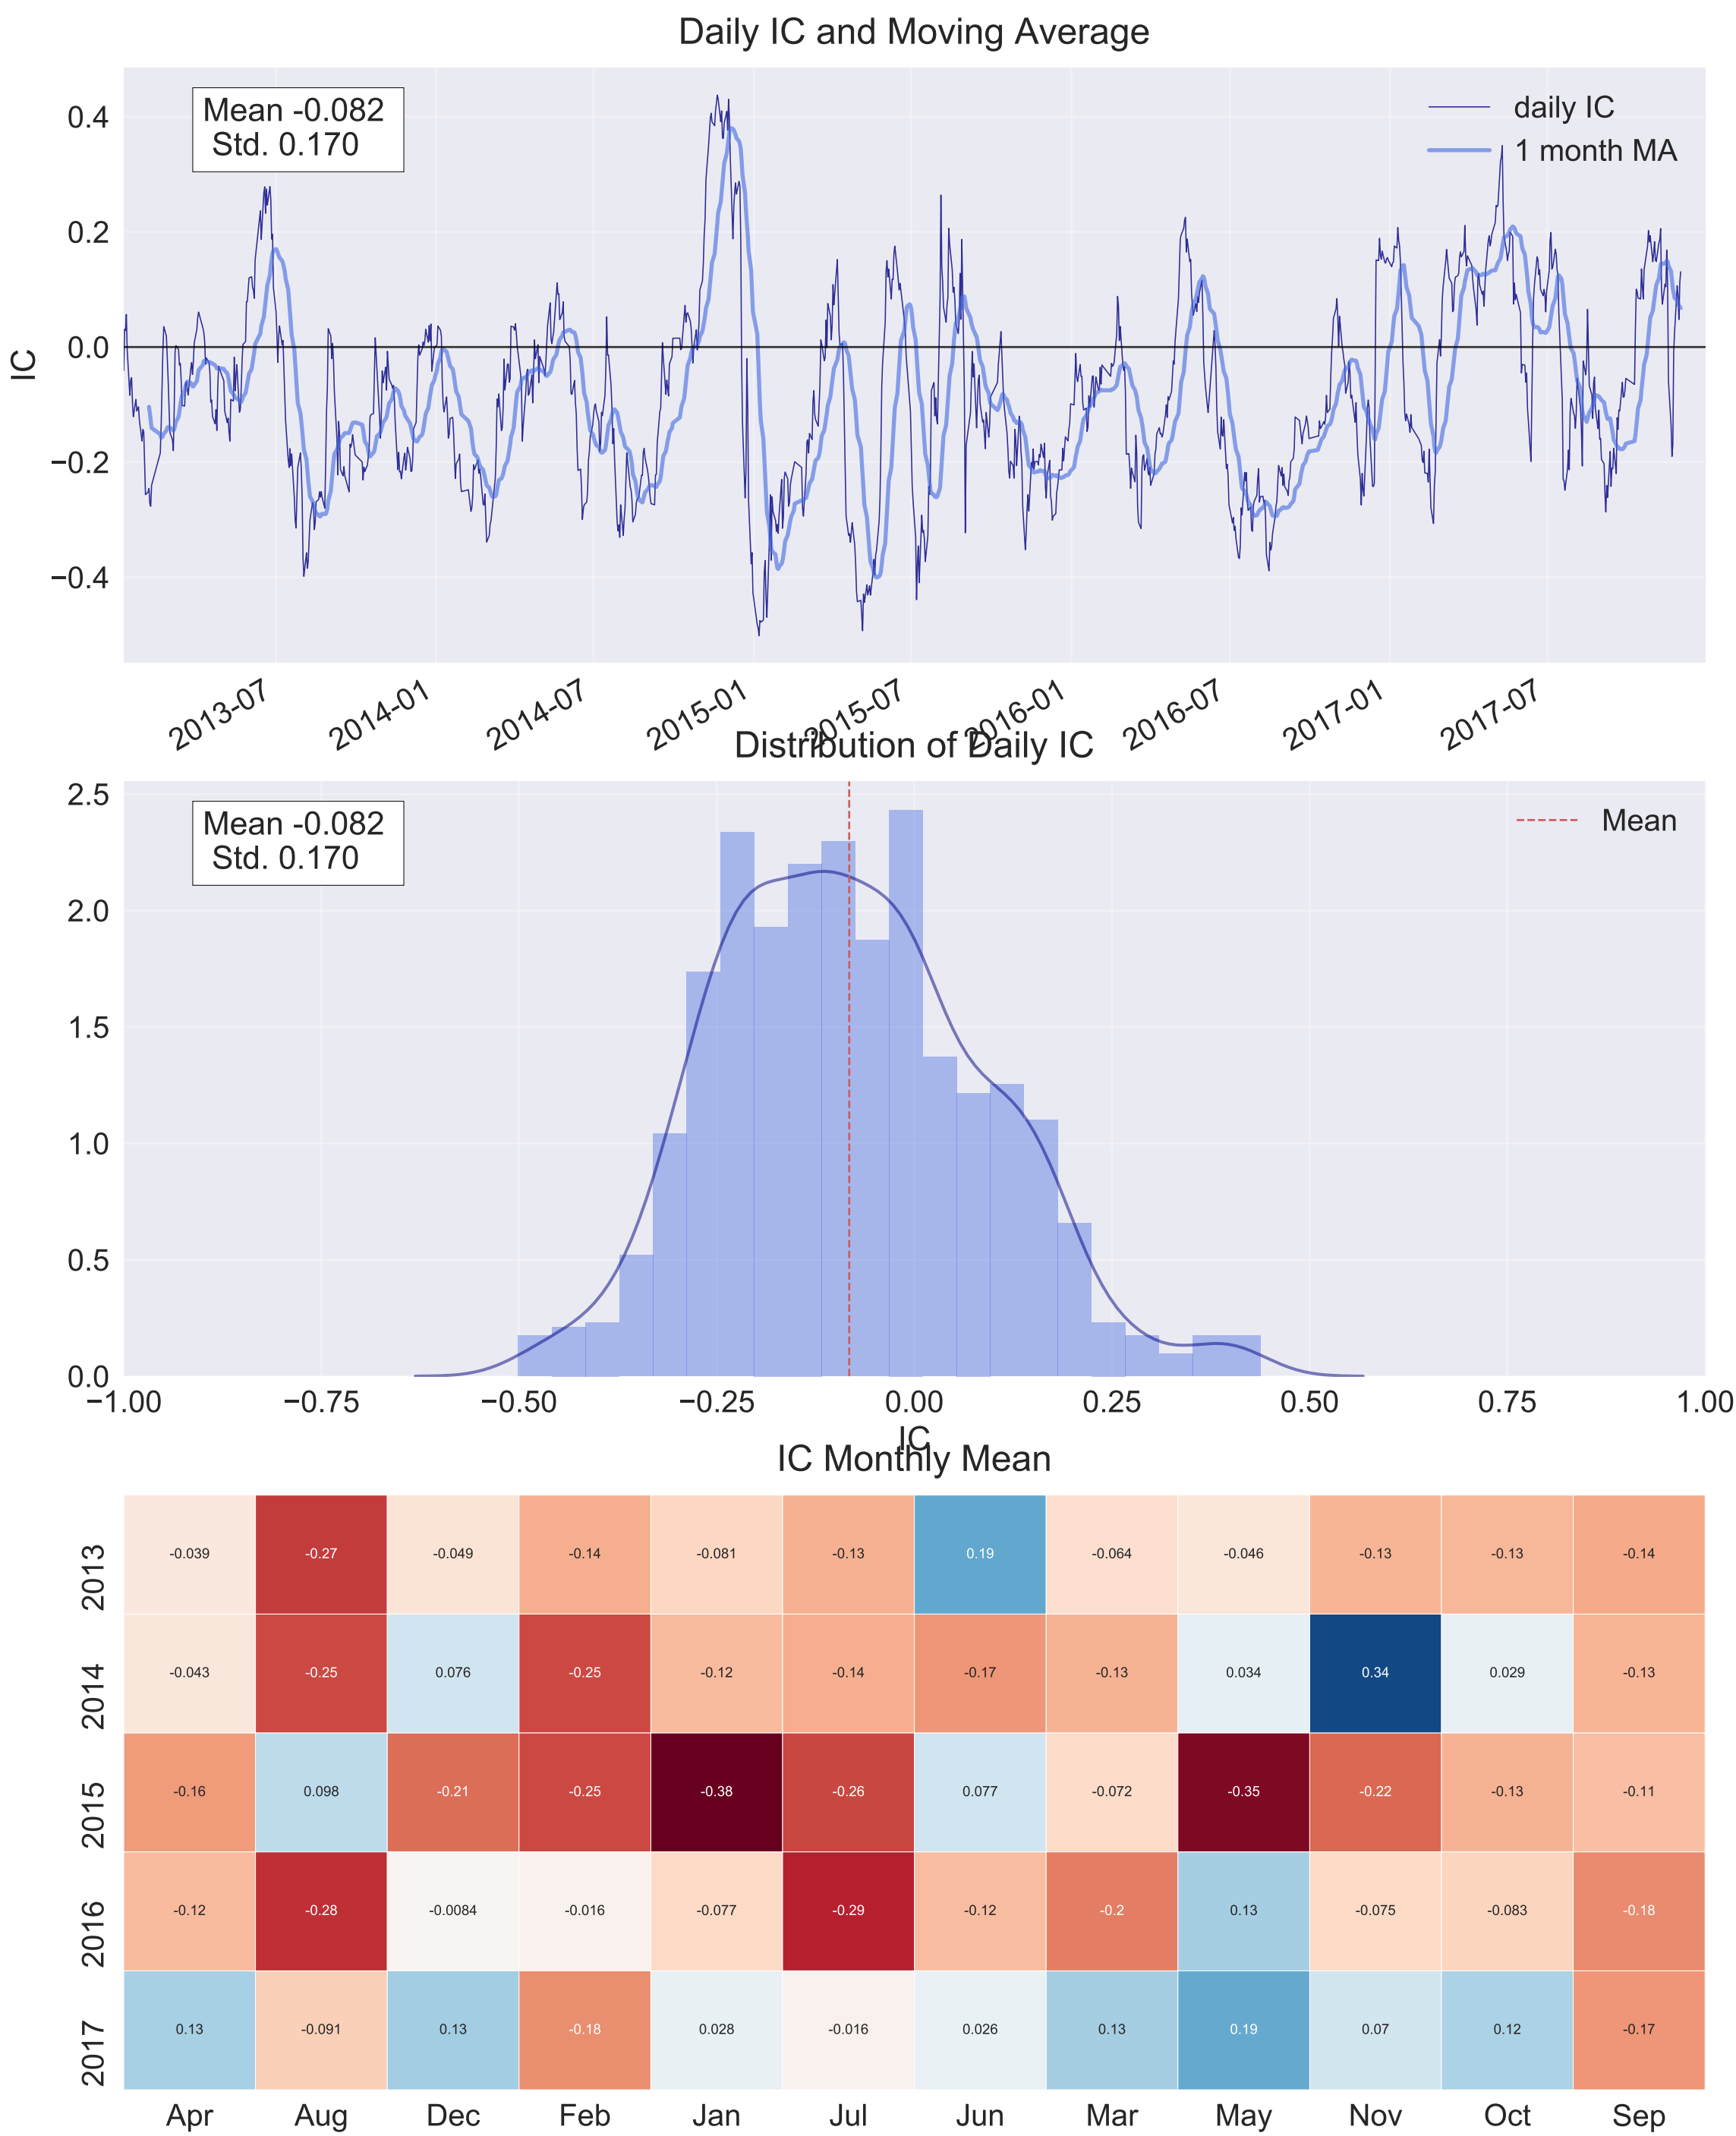 Daily IC and Moving Average
Mean -0.082
Std. 0.170
daily IC
1 month MA
IC
0.4
0.2
0.0
−0.2
−0.4
2013-07
2014-01
2014-07
2015-01
2015-07
2016-01
2016-07
2017-01
2017-07
Distribution of Daily IC
Mean -0.082
Std. 0.170
Mean
2.5
2.0
1.5
1.0
0.5
0.0
−1.00 −0.75 −0.50 −0.25 0.00 0.25 0.50 0.75 1.00
IC
IC Monthly Mean
2013 -0.039 -0.27 -0.049 -0.14 -0.081 -0.13 0.19 -0.064 -0.046 -0.13 -0.13 -0.14
2014 -0.043 -0.25 0.076 -0.25 -0.12 -0.14 -0.17 -0.13 0.034 0.34 0.029 -0.13
2015 -0.16 0.098 -0.21 -0.25 -0.38 -0.26 0.077 -0.072 -0.35 -0.22 -0.13 -0.11
2016 -0.12 -0.28 -0.0084 -0.016 -0.077 -0.29 -0.12 -0.2 0.13 -0.075 -0.083 -0.18
2017 0.13 -0.091 0.13 -0.18 0.028 -0.016 0.026 0.13 0.19 0.07 0.12 -0.17
Apr Aug Dec Feb Jan Jul Jun Mar May Nov Oct Sep